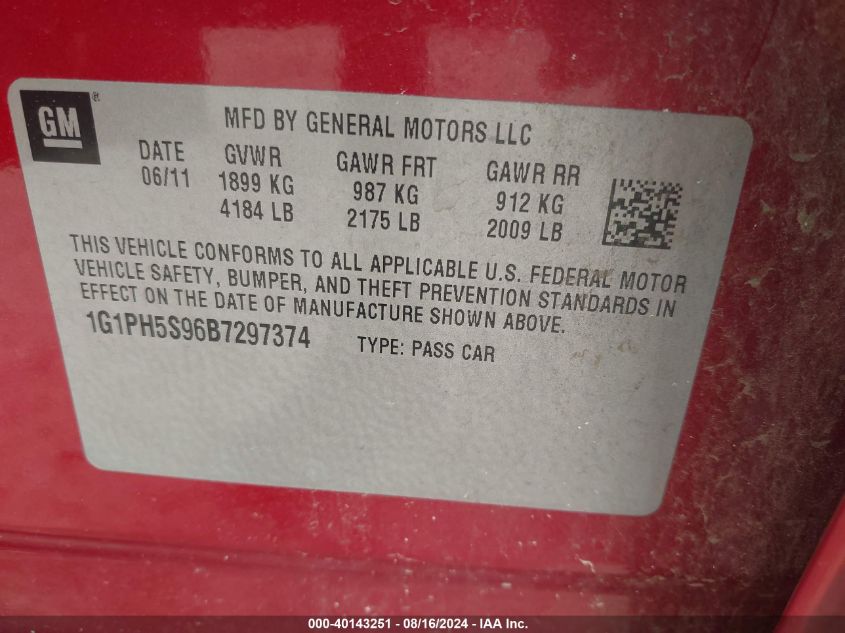 GM ®
MFD BY GENERAL MOTORS LLC
DATE GVWR GAWR FRT GAWR RR
06/11 1899 KG 987 KG 912 KG
4184 LB 2175 LB 2009 LB
THIS VEHICLE CONFORMS TO ALL APPLICABLE U.S. FEDERAL MOTOR
VEHICLE SAFETY, BUMPER, AND THEFT PREVENTION STANDARDS IN
EFFECT ON THE DATE OF MANUFACTURE SHOWN ABOVE.
1G1PH5S96B7297374 TYPE: PASS CAR
000-40143251 - 08/16/2024 - IAA Inc.